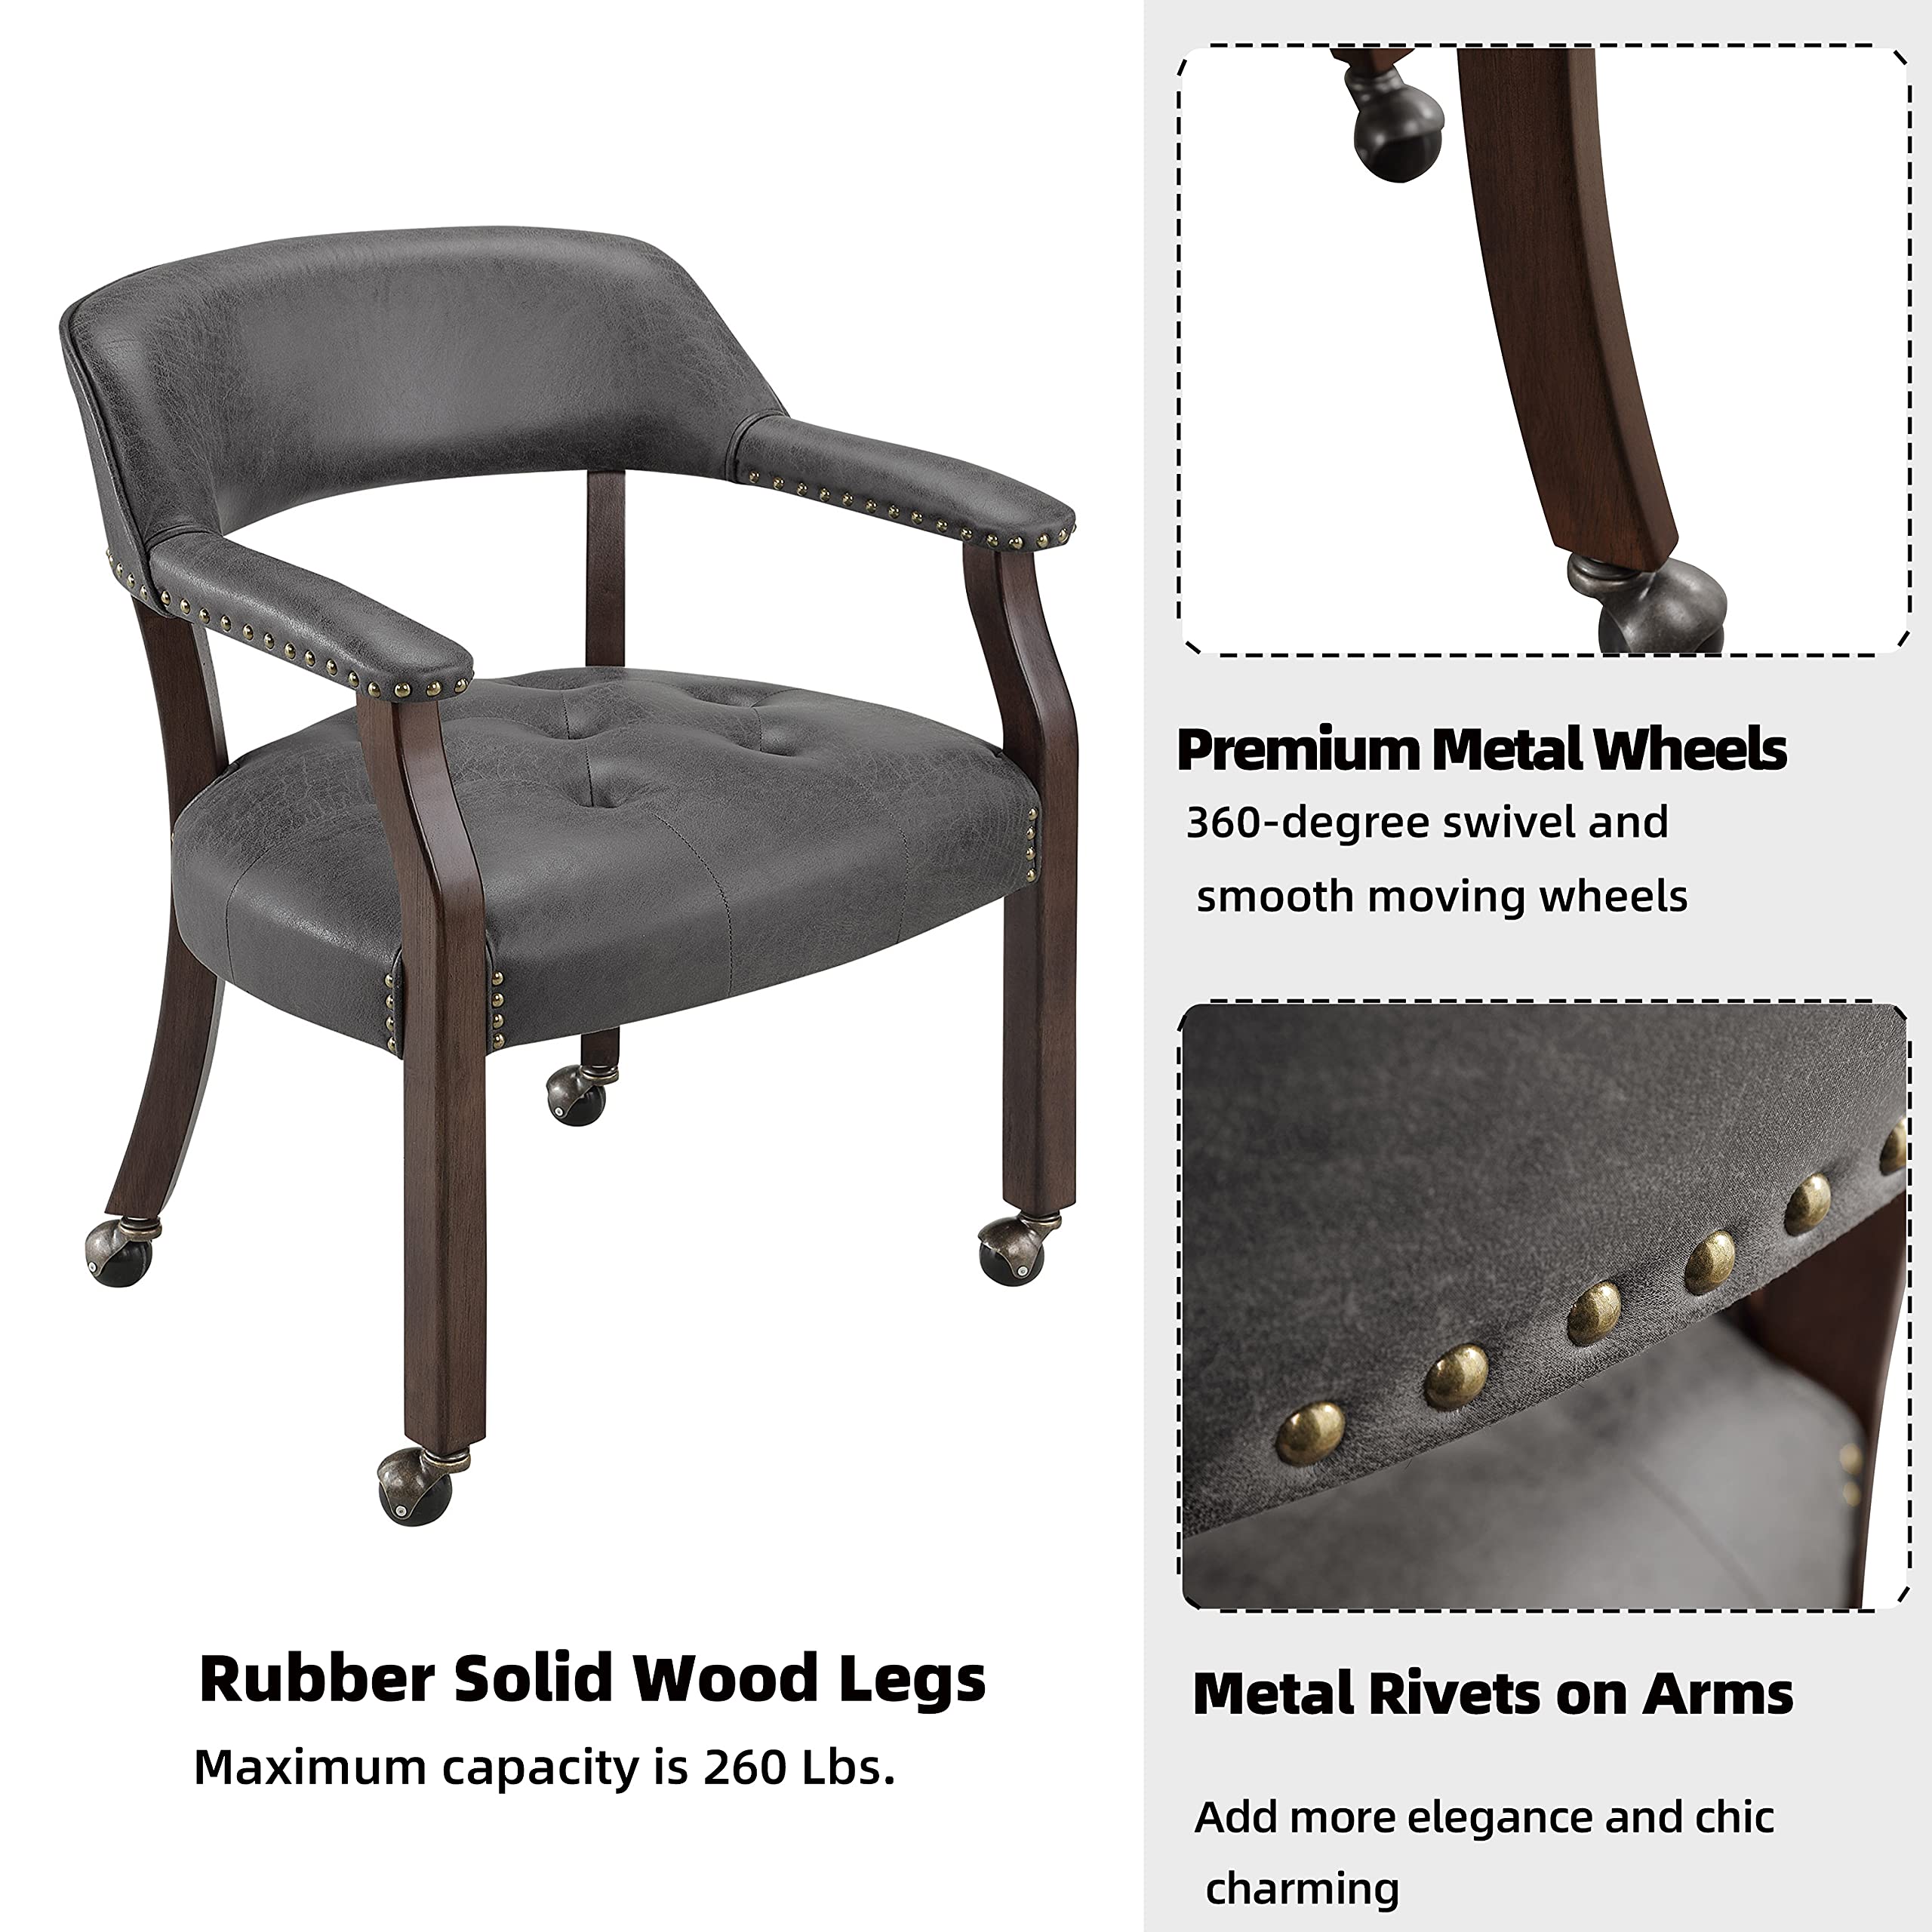 Premium Metal Wheels
360-degree swivel and
smooth moving wheels
Rubber Solid Wood Legs
Maximum capacity is 260 Lbs.
Metal Rivets on Arms
Add more elegance and chic
charming